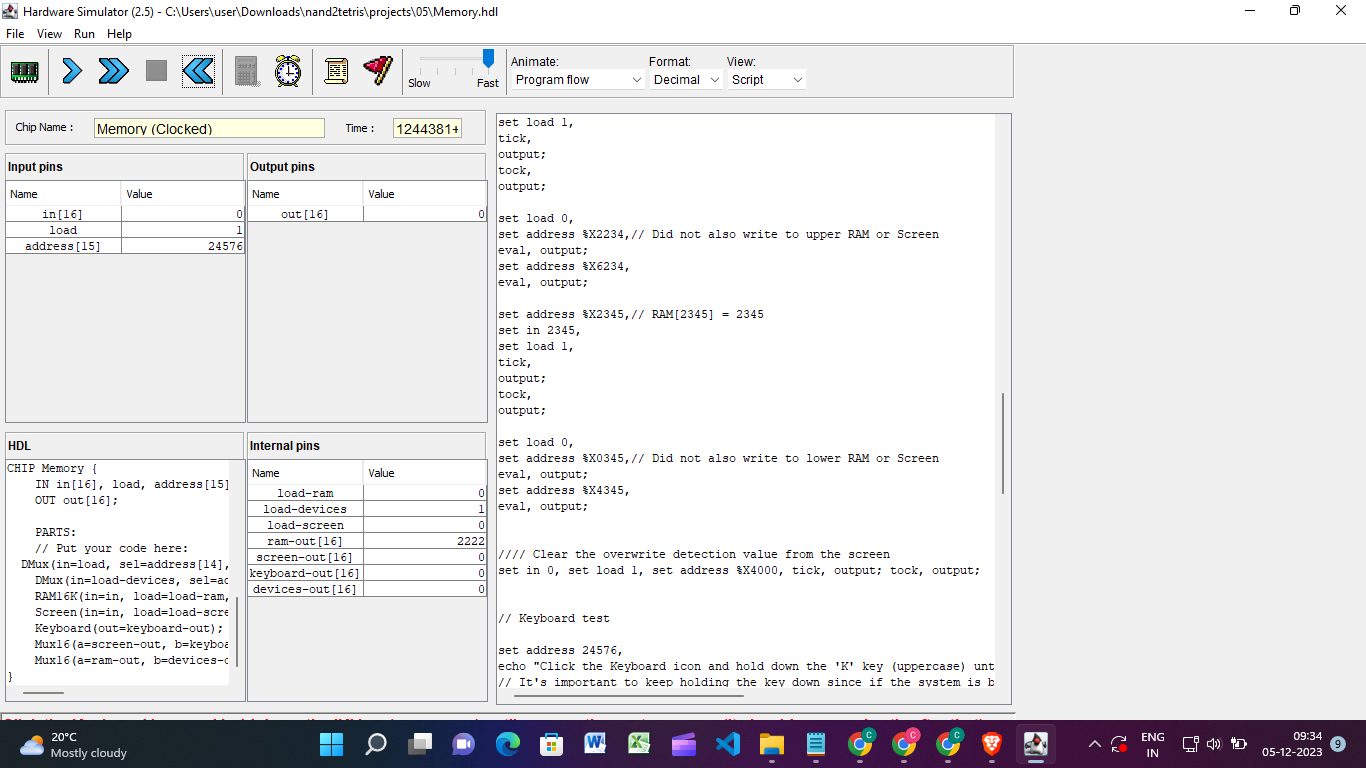 Hardware Simulator (2.5) - C:\Users\user\Downloads\nand2tetris\projects\05\Memory.hdl
File View Run Help
Slow Fast
Animate: Format: View:
Program flow Decimal Script
Chip Name : Memory (Clocked) Time : 1244381+
Input pins
Name Value
in[16] 0
load 1
address[15] 24576
Output pins
Name Value
out[16] 0
HDL
CHIP Memory {
IN in[16], load, address[15]
OUT out[16];
PARTS:
// Put your code here:
DMux(in=load, sel=address[14],
DMux(in=load-devices, sel=ad
RAM16K(in=in, load=load-ram,
Screen(in=in, load=load-scre
Keyboard(out=keyboard-out);
Mux16(a=screen-out, b=keyboa
Mux16(a=ram-out, b=devices-o
}
Internal pins
Name Value
load-ram 0
load-devices 1
load-screen 0
ram-out[16] 2222
screen-out[16] 0
keyboard-out[16] 0
devices-out[16] 0
set load 1,
tick,
output;
tock,
output;
set load 0,
set address %X2234,// Did not also write to upper RAM or Screen
eval, output;
set address %X6234,
eval, output;
set address %X2345,// RAM[2345] = 2345
set in 2345,
set load 1,
tick,
output;
tock,
output;
set load 0,
set address %X0345,// Did not also write to lower RAM or Screen
eval, output;
set address %X4345,
eval, output;
//// Clear the overwrite detection value from the screen
set in 0, set load 1, set address %X4000, tick, output; tock, output;
// Keyboard test
set address 24576,
echo "Click the Keyboard icon and hold down the 'K' key (uppercase) unt
// It's important to keep holding the key down since if the system is b
20°C
Mostly cloudy
ENG
IN
09:34
05-12-2023
9